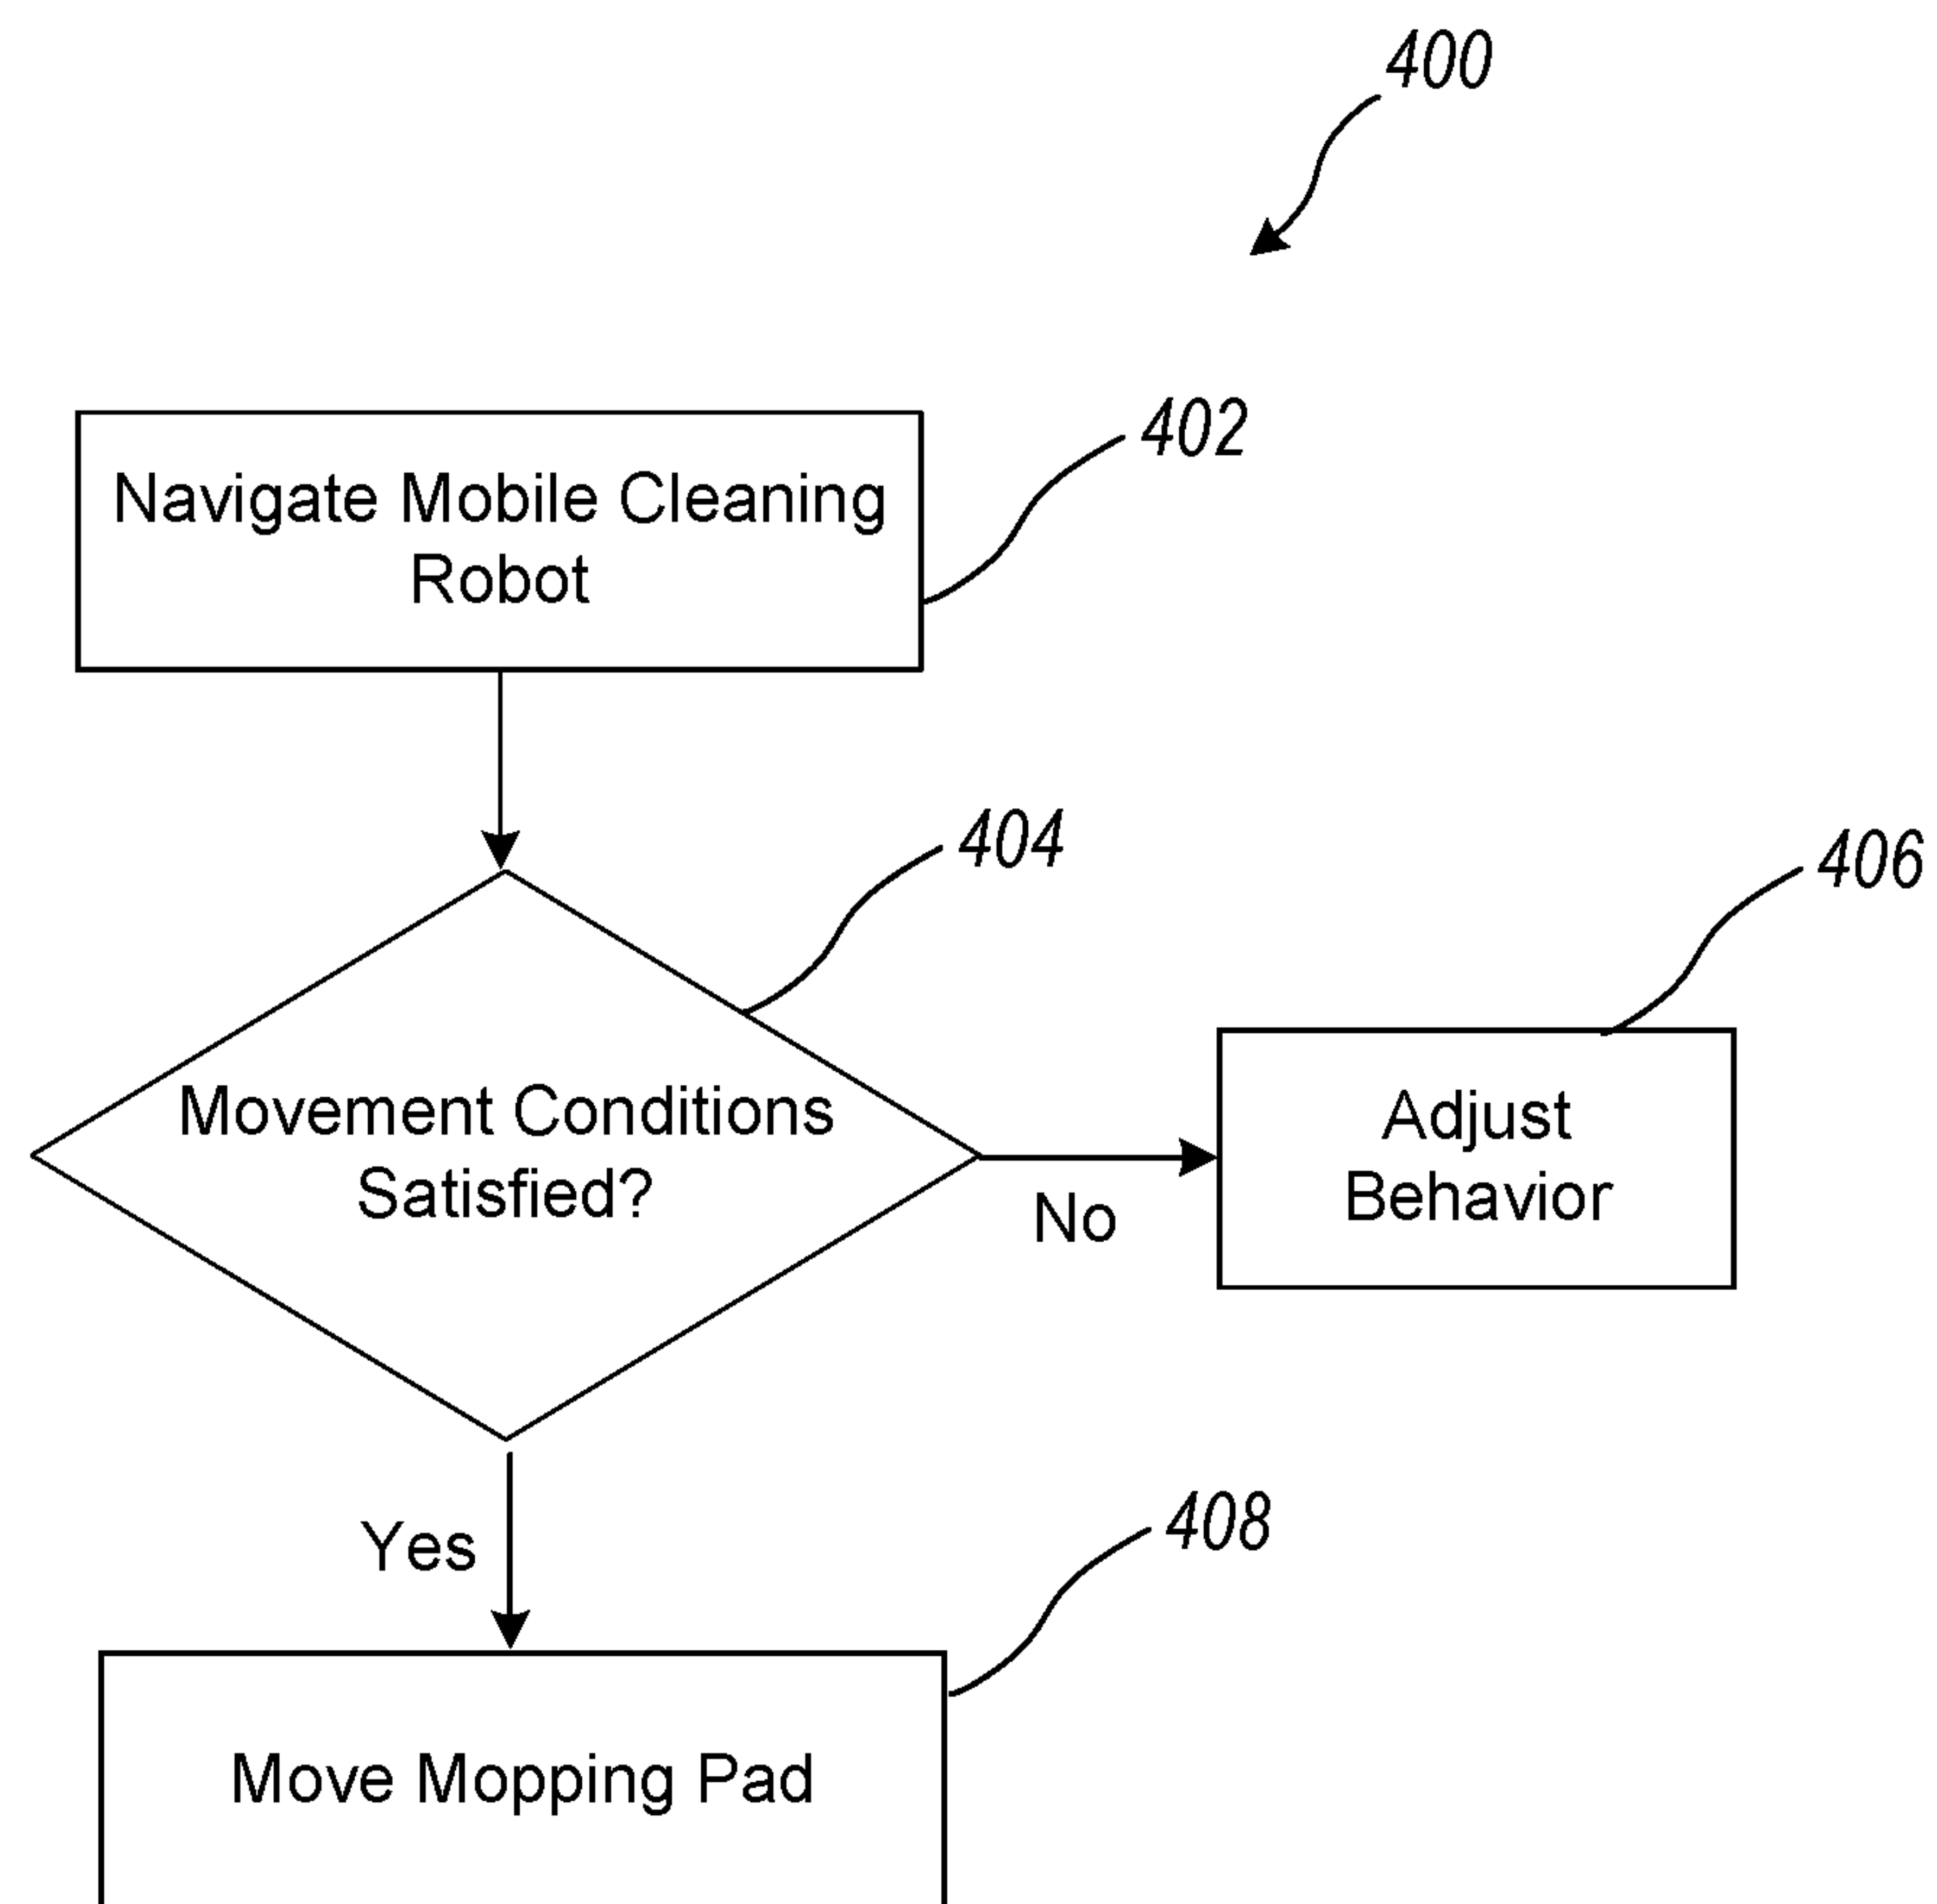 400
402
Navigate Mobile Cleaning
Robot
404
406
Movement Conditions
Satisfied?
Adjust
Behavior
No
Yes
408
Move Mopping Pad